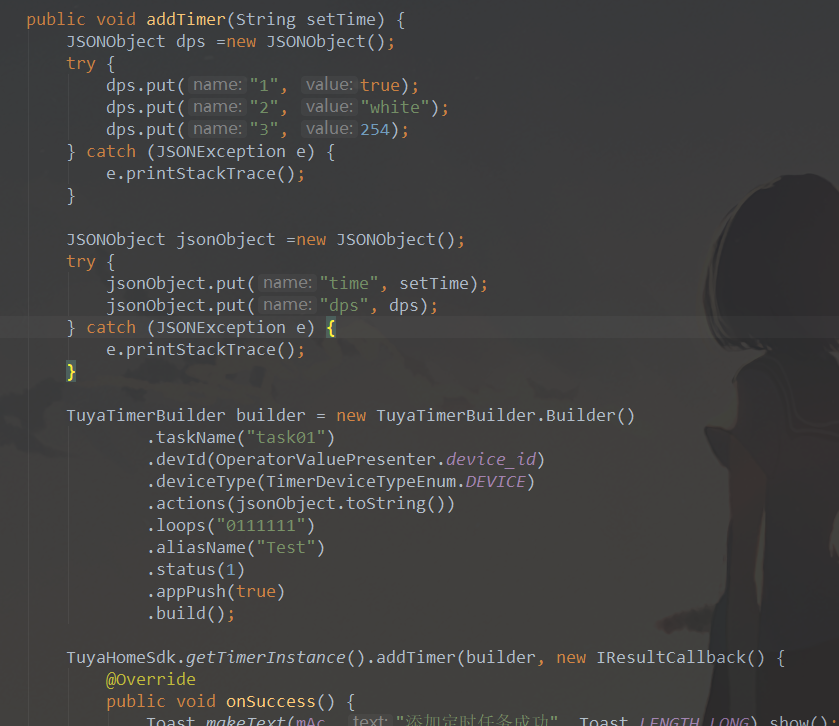 public void addTimer(String setTime) {
JSONObject dps =new JSONObject();
try {
dps.put( name: "1", value: true);
dps.put( name: "2", value: "white");
dps.put( name: "3", value: 254);
} catch (JSONException e) {
e.printStackTrace();
}
JSONObject jsonObject =new JSONObject();
try {
jsonObject.put( name: "time", setTime);
jsonObject.put( name: "dps", dps);
} catch (JSONException e) {
e.printStackTrace();
}
TuyaTimerBuilder builder = new TuyaTimerBuilder.Builder()
.taskName("task01")
.devId(OperatorValuePresenter.device_id)
.deviceType(TimerDeviceTypeEnum.DEVICE)
.actions(jsonObject.toString())
.loops("0111111")
.aliasName("Test")
.status(1)
.appPush(true)
.build();
TuyaHomeSdk.getTimerInstance().addTimer(builder, new IResultCallback() {
@Override
public void onSuccess() {
Toast.makeText(mAc, text: "添加定时任务成功", Toast.LENGTH_LONG).show();